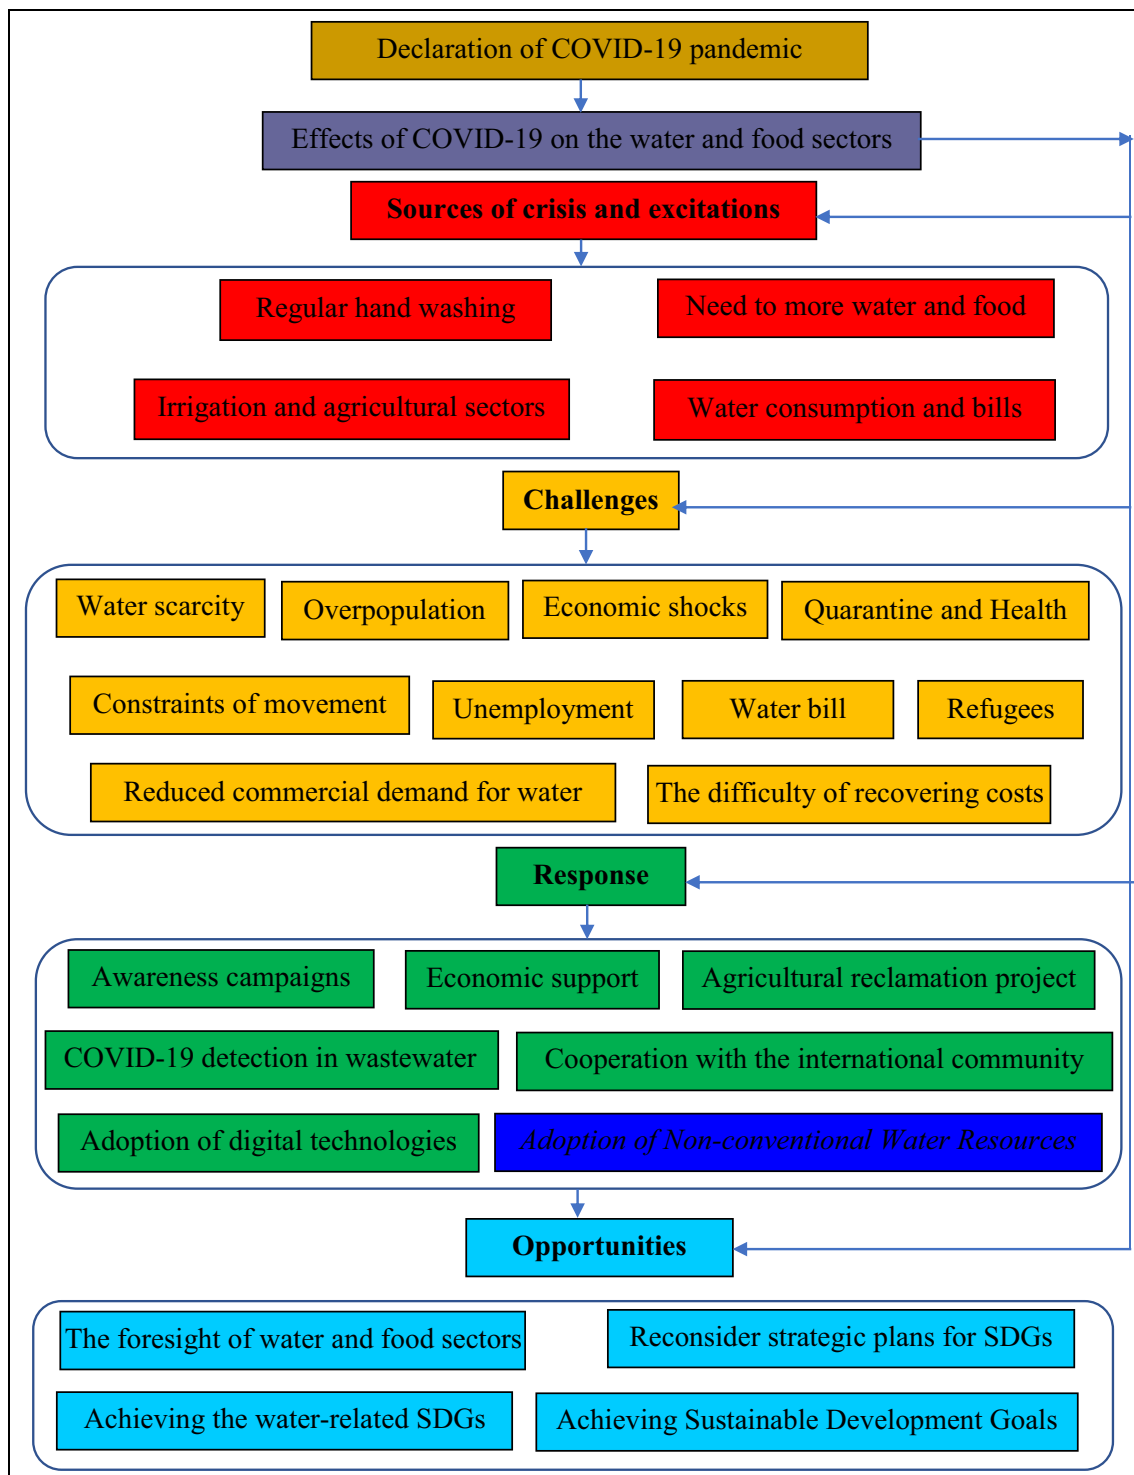 Declaration of COVID-19 pandemic
Effects of COVID-19 on the water and food sectors
Sources of crisis and excitations
Regular hand washing
Need to more water and food
Irrigation and agricultural sectors
Water consumption and bills
Challenges
Water scarcity
Overpopulation
Economic shocks
Quarantine and Health
Constraints of movement
Unemployment
Water bill
Refugees
Reduced commercial demand for water
The difficulty of recovering costs
Response
Awareness campaigns
Economic support
Agricultural reclamation project
COVID-19 detection in wastewater
Cooperation with the international community
Adoption of digital technologies
Adoption of Non-conventional Water Resources
Opportunities
The foresight of water and food sectors
Reconsider strategic plans for SDGs
Achieving the water-related SDGs
Achieving Sustainable Development Goals